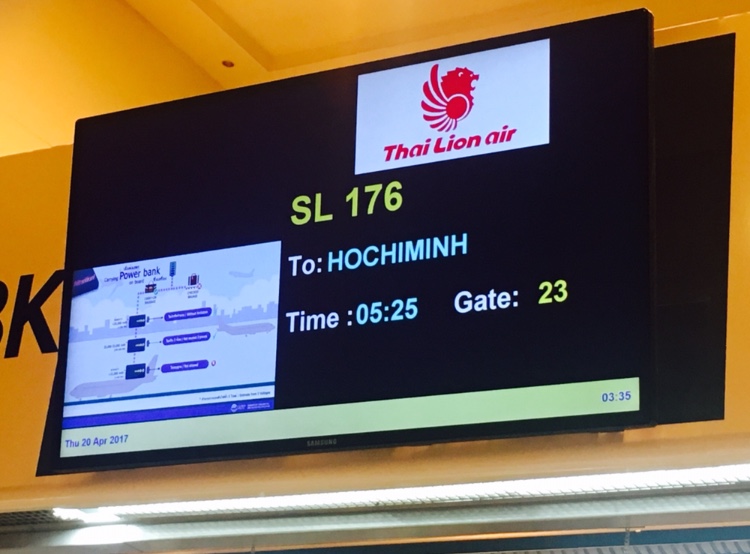 Thai Lion air
SL 176
To: HOCHIMINH
Time : 05:25 Gate: 23
Power bank
Thu 20 Apr 2017
03:35
SAMSUNG
K